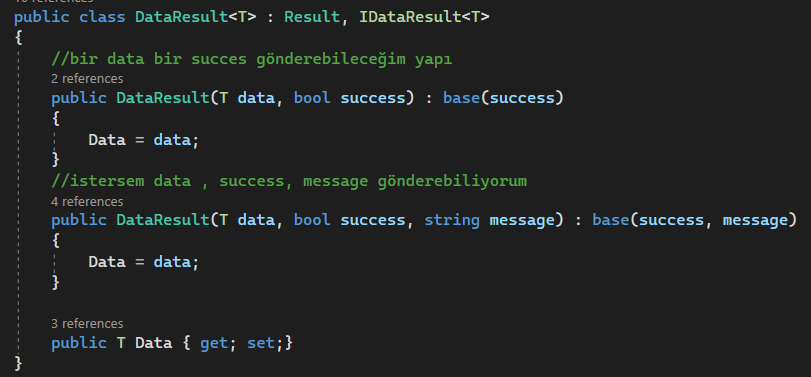 public class DataResult<T> : Result, IDataResult<T>
{
//bir data bir succes gönderebileceğim yapı
2 references
public DataResult(T data, bool success) : base(success)
{
Data = data;
}
//istersem data , success, message gönderebiliyorum
4 references
public DataResult(T data, bool success, string message) : base(success, message)
{
Data = data;
}
3 references
public T Data { get; set;}
}